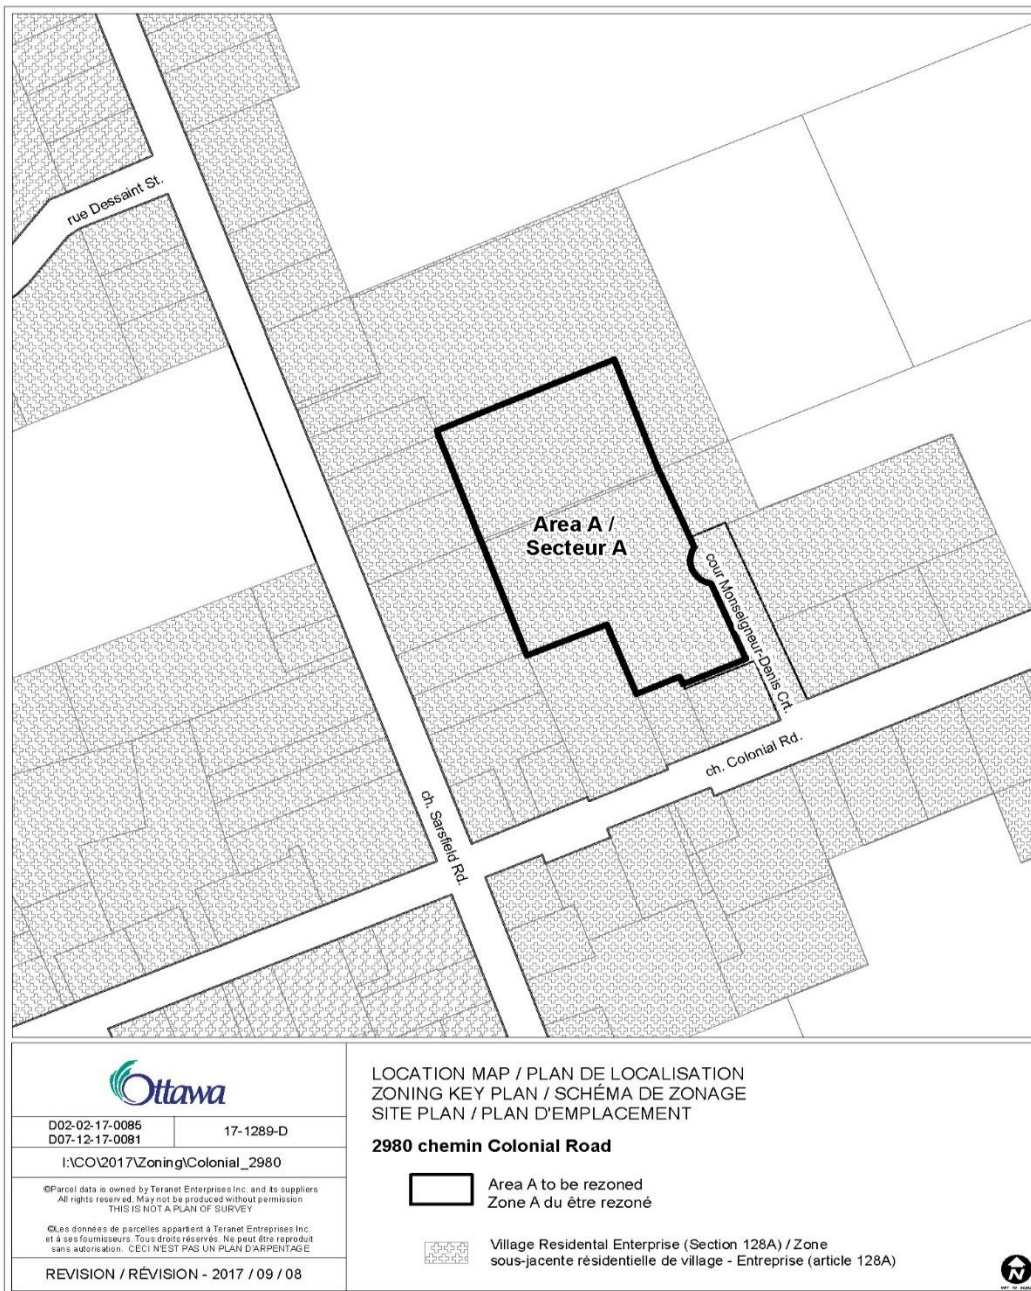 rue Dessaint St.
Area A /
Secteur A
cour Monseigneur-Denis Crt.
ch. Colonial Rd.
ch. Sarsfield Rd.
Ottawa
D02-02-17-0085
D07-12-17-0081
17-1289-D
I:\CO\2017\Zoning\Colonial_2980
©Parcel data is owned by Teranet Enterprises Inc. and its suppliers
All rights reserved. May not be produced without permission
THIS IS NOT A PLAN OF SURVEY
©Les données de parcelles appartient à Teranet Entreprises Inc.
et à ses fournisseurs. Tous droits réservés. Ne peut être reproduit
sans autorisation. CECI N'EST PAS UN PLAN D'ARPENTAGE
REVISION / RÉVISION - 2017 / 09 / 08
LOCATION MAP / PLAN DE LOCALISATION
ZONING KEY PLAN / SCHÉMA DE ZONAGE
SITE PLAN / PLAN D'EMPLACEMENT
2980 chemin Colonial Road
Area A to be rezoned
Zone A du être rezoné
Village Residental Enterprise (Section 128A) / Zone
sous-jacente résidentielle de village - Entreprise (article 128A)
N